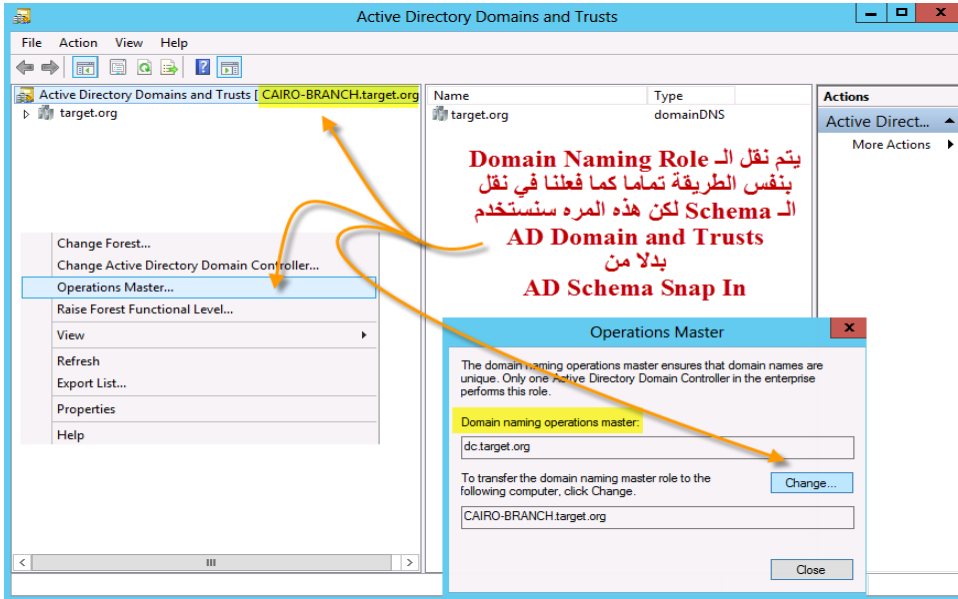 Active Directory Domains and Trusts
File Action View Help
Active Directory Domains and Trusts [ CAIRO-BRANCH.target.org
target.org
Name Type
target.org domainDNS
Actions
Active Direct...
More Actions
يتم نقل الـ Domain Naming Role
بنفس الطريقة تماما كما فعلنا في نقل
الـ Schema لكن هذه المره سنستخدم
AD Domain and Trusts
بدلا من
AD Schema Snap In
Change Forest...
Change Active Directory Domain Controller...
Operations Master...
Raise Forest Functional Level...
View
Refresh
Export List...
Properties
Help
Operations Master
The domain naming operations master ensures that domain names are
unique. Only one Active Directory Domain Controller in the enterprise
performs this role.
Domain naming operations master:
dc.target.org
To transfer the domain naming master role to the
following computer, click Change.
Change...
CAIRO-BRANCH.target.org
Close